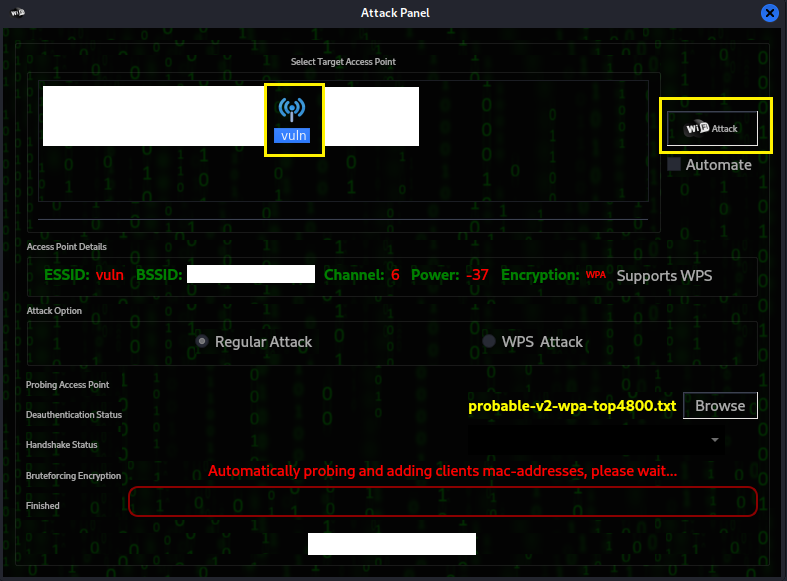 Attack Panel
Select Target Access Point
vuln
WiFi Attack
Automate
Access Point Details
ESSID: vuln BSSID: Channel: 6 Power: -37 Encryption: WPA Supports WPS
Attack Option
Regular Attack WPS Attack
Probing Access Point
probable-v2-wpa-top4800.txt Browse
Deauthentication Status
Handshake Status
Automatically probing and adding clients mac-addresses, please wait...
Bruteforcing Encryption
Finished